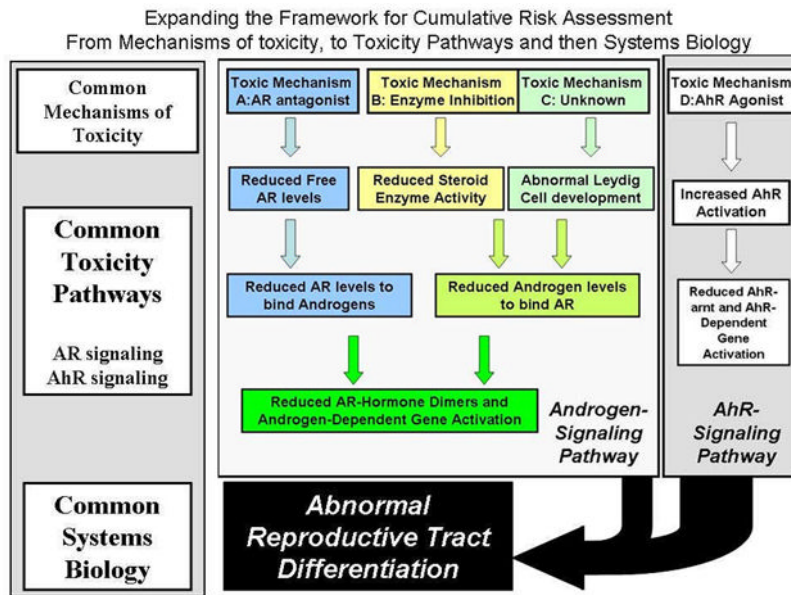 Expanding the Framework for Cumulative Risk Assessment
From Mechanisms of toxicity, to Toxicity Pathways and then Systems Biology
Common
Mechanisms of
Toxicity
Common
Toxicity
Pathways
AR signaling
AhR signaling
Common
Systems
Biology
Toxic Mechanism
A:AR antagonist
Toxic Mechanism
B: Enzyme Inhibition
Toxic Mechanism
C: Unknown
Reduced Free
AR levels
Reduced Steroid
Enzyme Activity
Abnormal Leydig
Cell development
Reduced AR levels to
bind Androgens
Reduced Androgen levels
to bind AR
Reduced AR-Hormone Dimers and
Androgen-Dependent Gene Activation
Androgen-
Signaling
Pathway
Toxic Mechanism
D:AhR Agonist
Increased AhR
Activation
Reduced AhR-
arnt and AhR-
Dependent
Gene
Activation
AhR-
Signaling
Pathway
Abnormal
Reproductive Tract
Differentiation